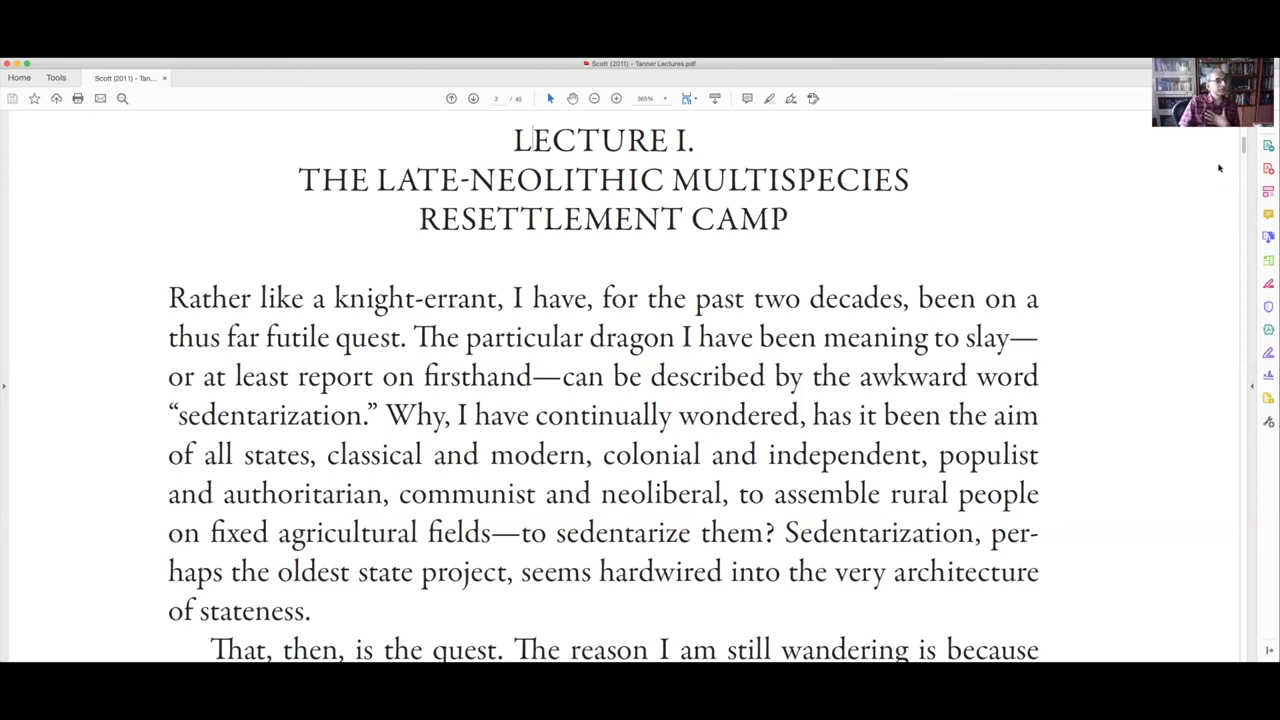 Scott (2011) - Tanner Lectures.pdf
Home Tools Scott (2011) - Tan...
3 / 45 365%
LECTURE I.
THE LATE-NEOLITHIC MULTISPECIES
RESETTLEMENT CAMP
Rather like a knight-errant, I have, for the past two decades, been on a
thus far futile quest. The particular dragon I have been meaning to slay—
or at least report on firsthand—can be described by the awkward word
“sedentarization.” Why, I have continually wondered, has it been the aim
of all states, classical and modern, colonial and independent, populist
and authoritarian, communist and neoliberal, to assemble rural people
on fixed agricultural fields—to sedentarize them? Sedentarization, per-
haps the oldest state project, seems hardwired into the very architecture
of stateness.
That, then, is the quest. The reason I am still wandering is because